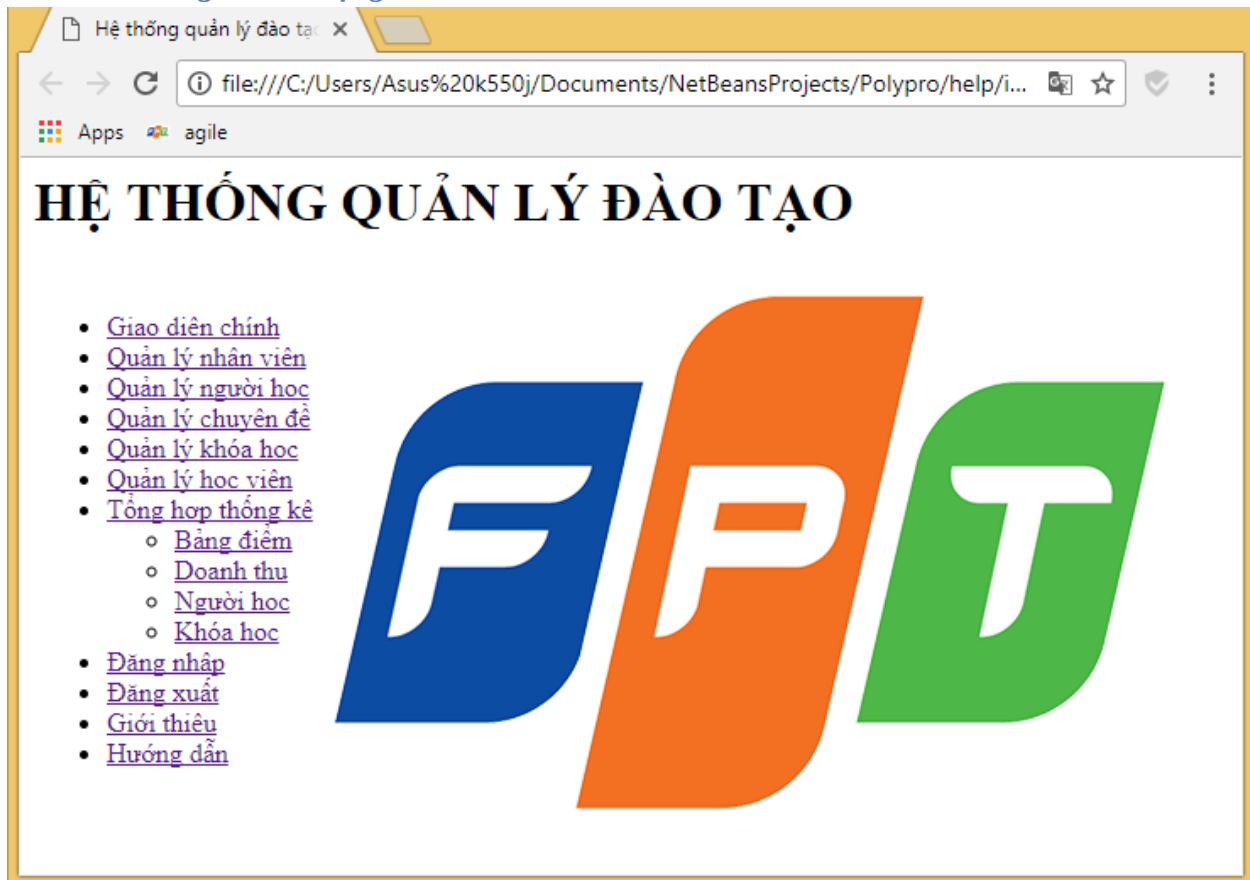 Hệ thống quản lý đào tạ
file:///C:/Users/Asus%20k550j/Documents/NetBeansProjects/Polypro/help/i...
Apps agile
HỆ THỐNG QUẢN LÝ ĐÀO TẠO
Giao diện chính
Quản lý nhân viên
Quản lý người học
Quản lý chuyên đề
Quản lý khóa học
Quản lý học viên
Tổng hợp thống kê
Bảng điểm
Doanh thu
Người học
Khóa học
Đăng nhập
Đăng xuất
Giới thiệu
Hướng dẫn
FPT